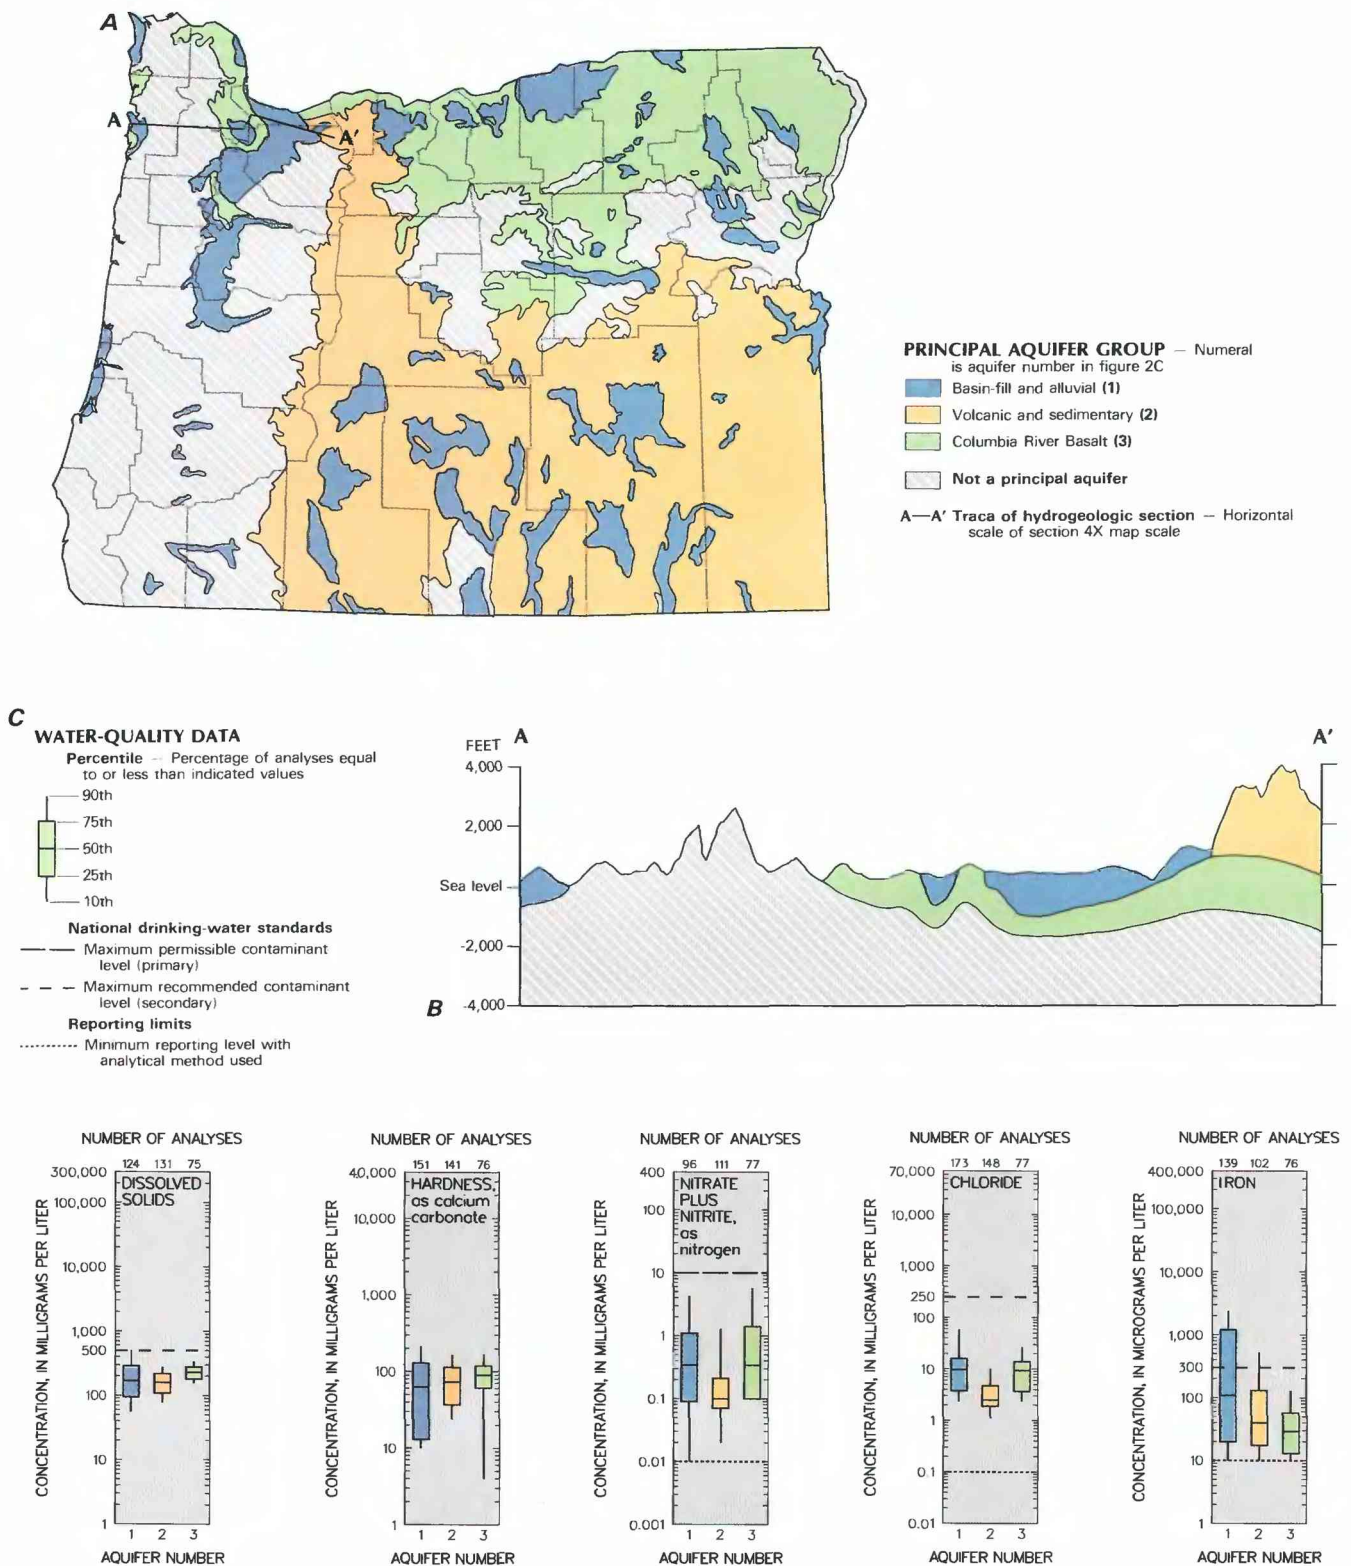 A
A
A'
PRINCIPAL AQUIFER GROUP — Numeral
is aquifer number in figure 2C
Basin-fill and alluvial (1)
Volcanic and sedimentary (2)
Columbia River Basalt (3)
Not a principal aquifer
A—A' Traca of hydrogeologic section — Horizontal
scale of section 4X map scale
C
WATER-QUALITY DATA
Percentile — Percentage of analyses equal
to or less than indicated values
90th
75th
50th
25th
10th
National drinking-water standards
Maximum permissible contaminant
level (primary)
Maximum recommended contaminant
level (secondary)
Reporting limits
Minimum reporting level with
analytical method used
FEET A
A'
4,000
2,000
Sea level
-2,000
-4,000
B
NUMBER OF ANALYSES
124 131 75
300,000
100,000
10,000
1,000
500
100
10
1
DISSOLVED
SOLIDS
CONCENTRATION, IN MILLIGRAMS PER LITER
1 2 3
AQUIFER NUMBER
NUMBER OF ANALYSES
151 141 76
40,000
10,000
1,000
100
10
1
HARDNESS,
as calcium
carbonate
CONCENTRATION, IN MILLIGRAMS PER LITER
1 2 3
AQUIFER NUMBER
NUMBER OF ANALYSES
96 111 77
400
100
10
1
0.1
0.01
0.001
NITRATE
PLUS
NITRITE,
as
nitrogen
CONCENTRATION, IN MILLIGRAMS PER LITER
1 2 3
AQUIFER NUMBER
NUMBER OF ANALYSES
173 148 77
70,000
10,000
1,000
250
100
10
1
0.1
0.01
CHLORIDE
CONCENTRATION, IN MILLIGRAMS PER LITER
1 2 3
AQUIFER NUMBER
NUMBER OF ANALYSES
139 102 76
400,000
100,000
10,000
1,000
300
100
10
1
IRON
CONCENTRATION, IN MICROGRAMS PER LITER
1 2 3
AQUIFER NUMBER